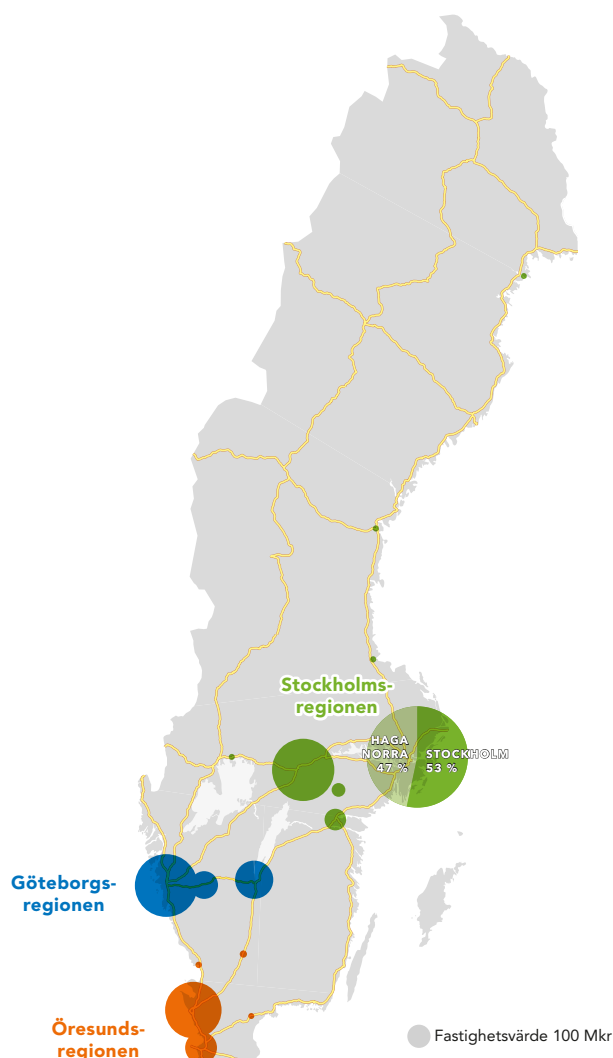 Stockholms-
regionen
HAGA
NORRA
47 %
STOCKHOLM
53 %
Göteborgs-
regionen
Öresunds-
regionen
Fastighetsvärde 100 Mkr